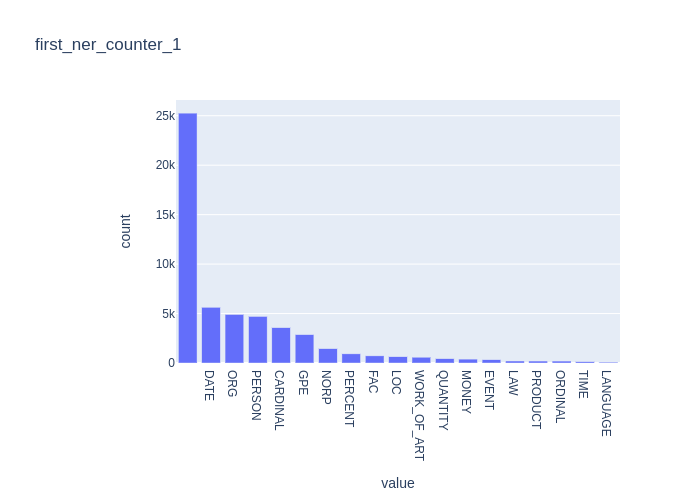 first_ner_counter_1
25k
20k
15k
10k
5k
0
count
DATE
ORG
PERSON
CARDINAL
GPE
NORP
PERCENT
FAC
LOC
WORK_OF_ART
QUANTITY
MONEY
EVENT
LAW
PRODUCT
ORDINAL
TIME
LANGUAGE
value